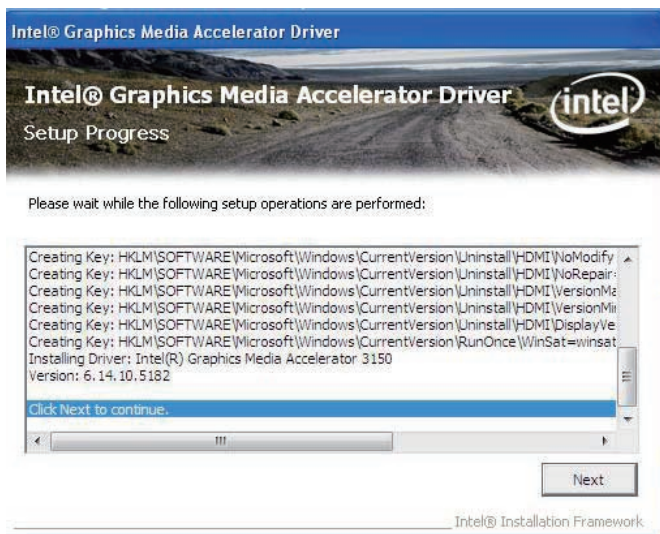 Intel® Graphics Media Accelerator Driver
Intel® Graphics Media Accelerator Driver
intel
Setup Progress
Please wait while the following setup operations are performed:
Creating Key: HKLM\SOFTWARE\Microsoft\Windows\CurrentVersion\Uninstall\HDMI\NoModify
Creating Key: HKLM\SOFTWARE\Microsoft\Windows\CurrentVersion\Uninstall\HDMI\NoRepair=
Creating Key: HKLM\SOFTWARE\Microsoft\Windows\CurrentVersion\Uninstall\HDMI\VersionMa
Creating Key: HKLM\SOFTWARE\Microsoft\Windows\CurrentVersion\Uninstall\HDMI\VersionMi
Creating Key: HKLM\SOFTWARE\Microsoft\Windows\CurrentVersion\Uninstall\HDMI\DisplayVe
Creating Key: HKLM\SOFTWARE\Microsoft\Windows\CurrentVersion\RunOnce\WinSat=winsat
Installing Driver: Intel(R) Graphics Media Accelerator 3150
Version: 6.14.10.5182
Click Next to continue.
Next
Intel® Installation Framework